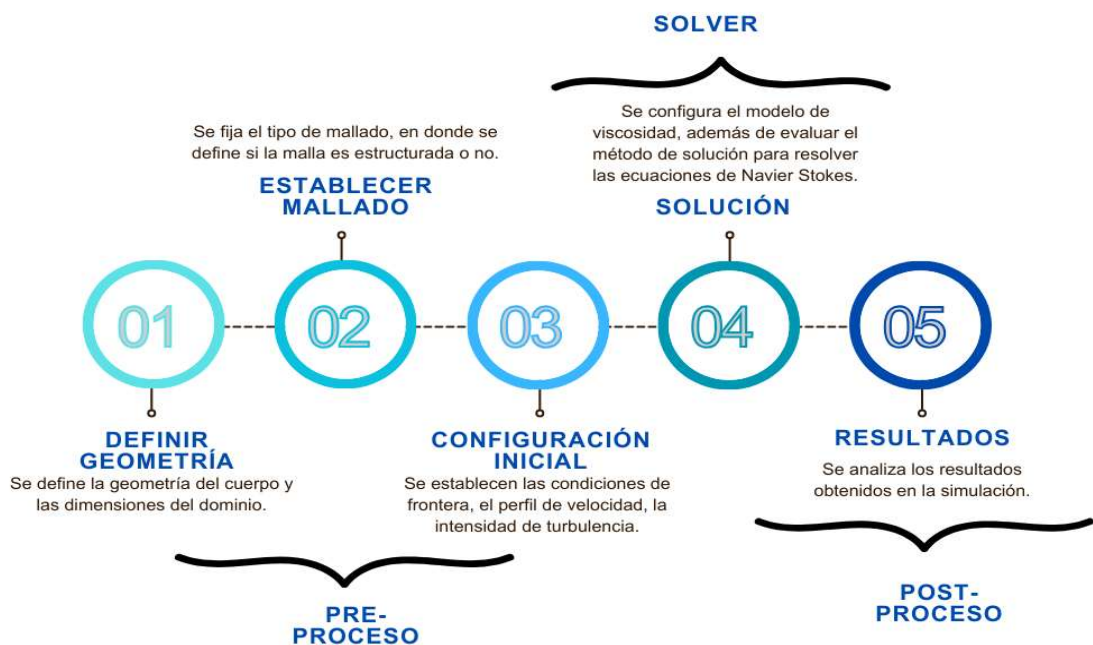 SOLVER
Se configura el modelo de
viscosidad, además de evaluar el
método de solución para resolver
las ecuaciones de Navier Stokes.
SOLUCIÓN
Se fija el tipo de mallado, en donde se
define si la malla es estructurada o no.
ESTABLECER
MALLADO
01
02
03
04
05
DEFINIR
GEOMETRÍA
Se define la geometría del cuerpo y
las dimensiones del dominio.
CONFIGURACIÓN
INICIAL
Se establecen las condiciones de
frontera, el perfil de velocidad, la
intensidad de turbulencia.
RESULTADOS
Se analiza los resultados
obtenidos en la simulación.
PRE-
PROCESO
POST-
PROCESO